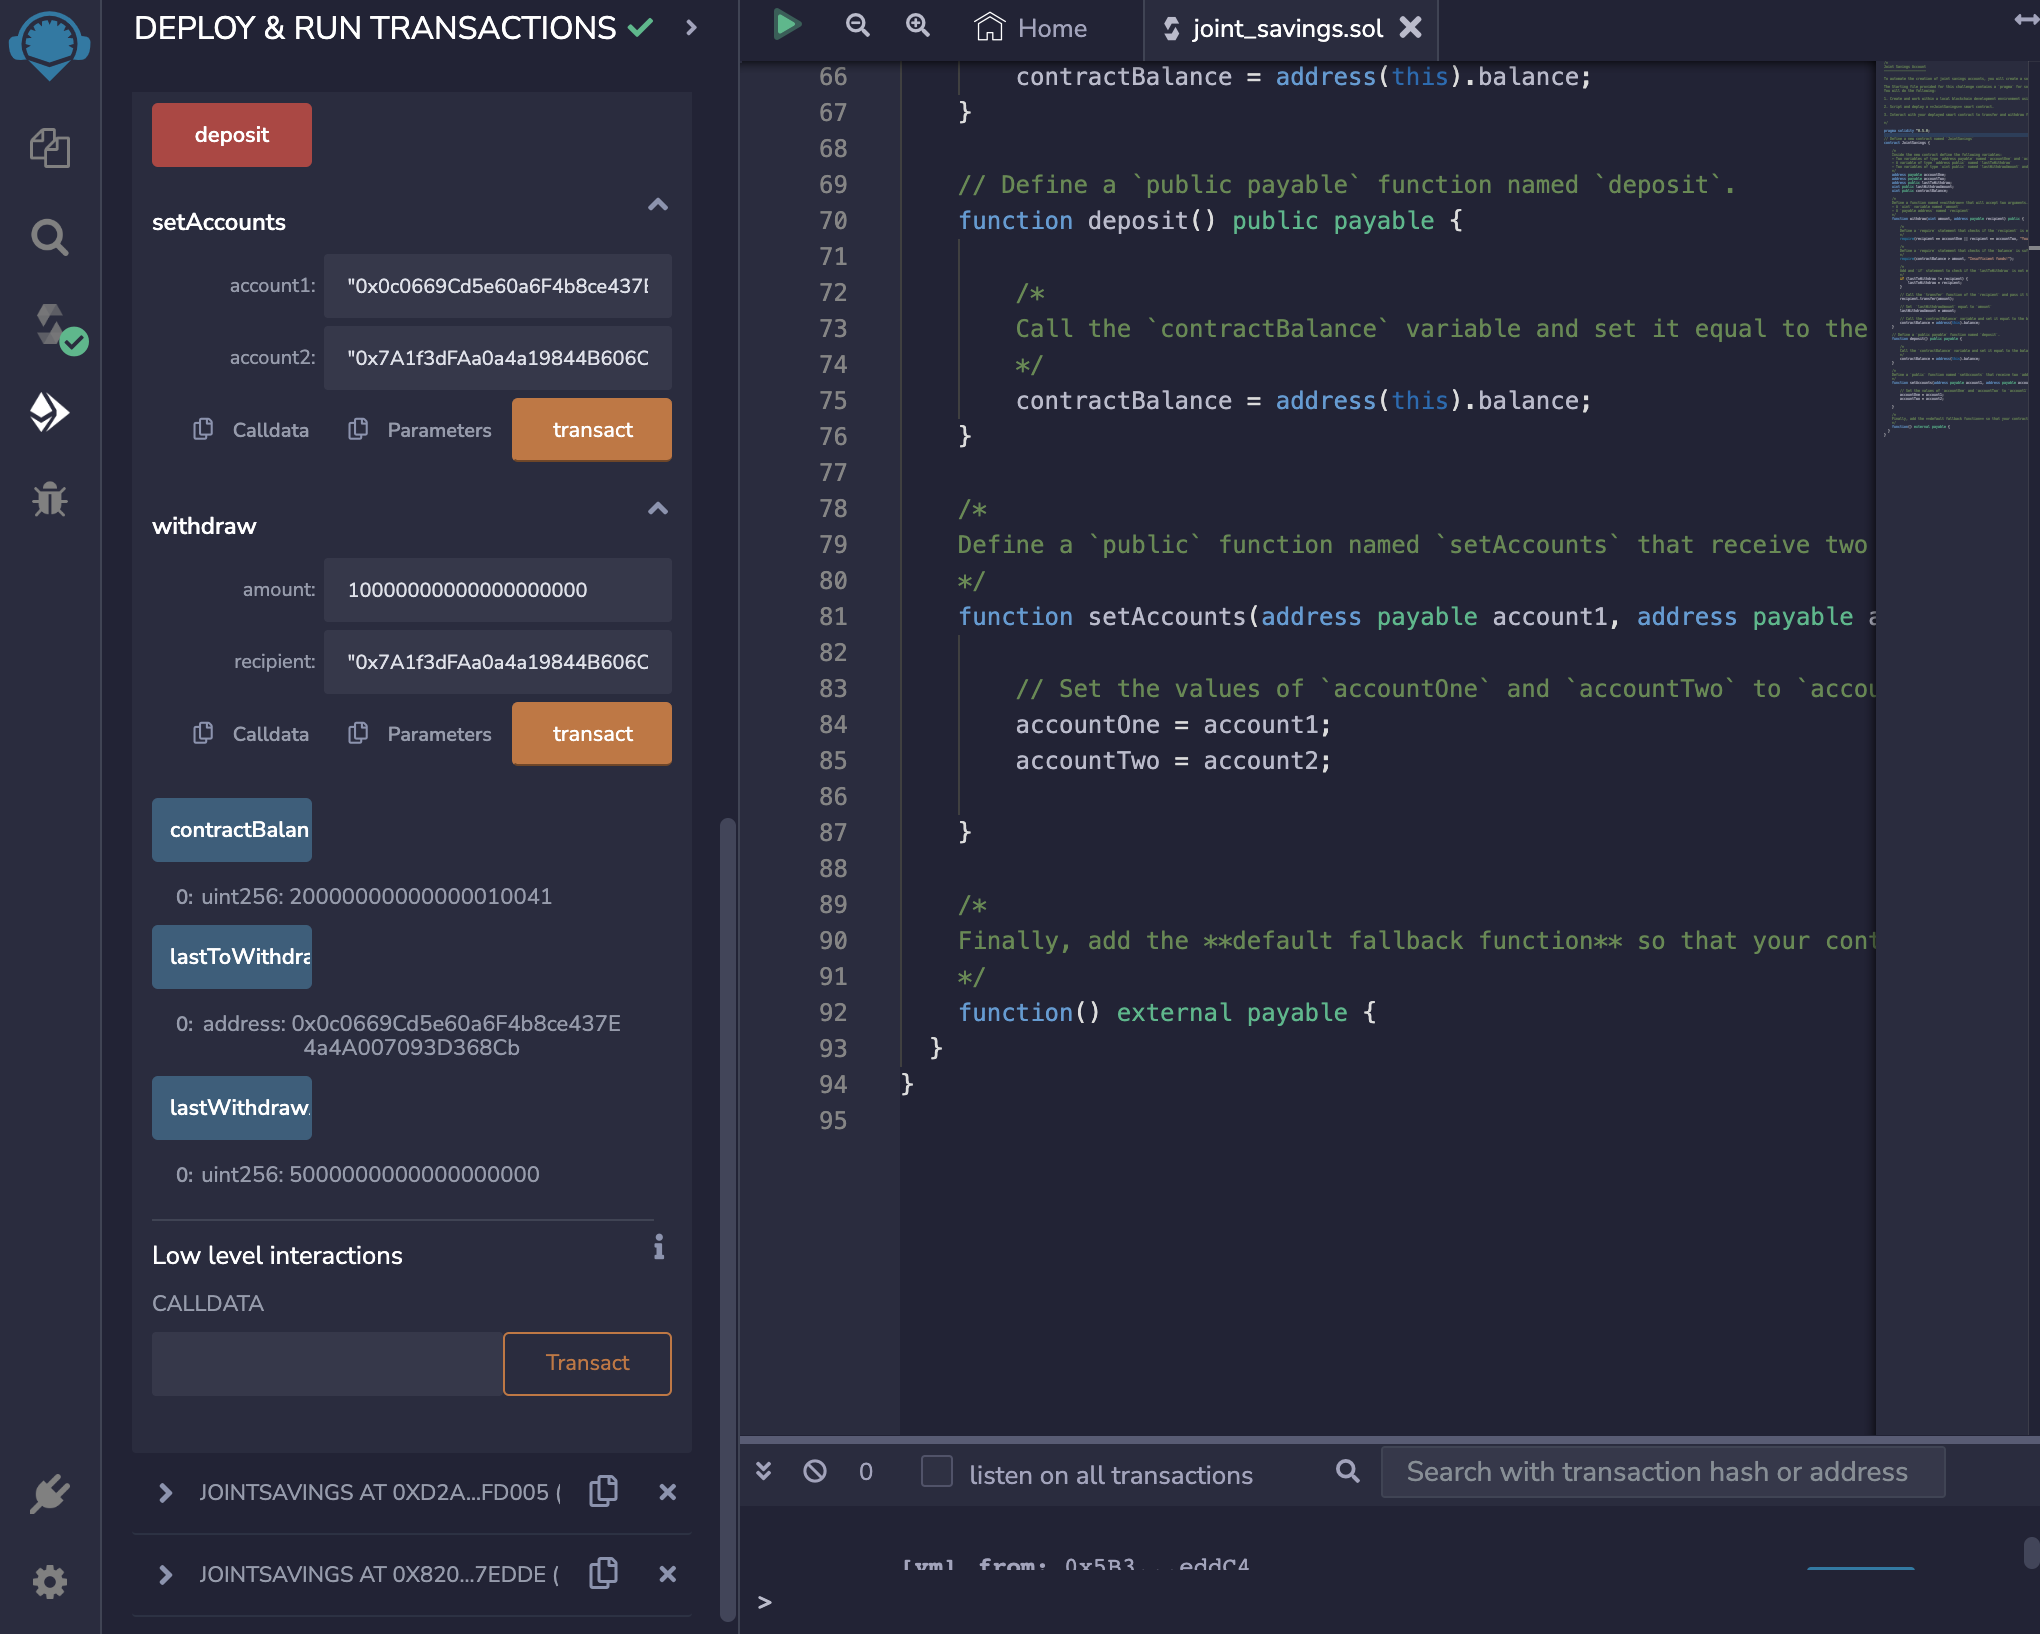 DEPLOY & RUN TRANSACTIONS
deposit
setAccounts
account1: "0x0c0669Cd5e60a6F4b8ce437E
account2: "0x7A1f3dFAa0a4a19844B606C
Calldata Parameters transact
withdraw
amount: 10000000000000000000
recipient: "0x7A1f3dFAa0a4a19844B606C
Calldata Parameters transact
contractBalan
0: uint256: 20000000000000010041
lastToWithdra
0: address: 0x0c0669Cd5e60a6F4b8ce437E
4a4A007093D368Cb
lastWithdraw
0: uint256: 5000000000000000000
Low level interactions
CALLDATA
Transact
JOINTSAVINGS AT 0XD2A...FD005 (
JOINTSAVINGS AT 0X820...7EDDE (
Home joint_savings.sol
66 contractBalance = address(this).balance;
67 }
68
69 // Define a `public payable` function named `deposit`.
70 function deposit() public payable {
71
72 /*
73 Call the `contractBalance` variable and set it equal to the
74 */
75 contractBalance = address(this).balance;
76 }
77
78 /*
79 Define a `public` function named `setAccounts` that receive two
80 */
81 function setAccounts(address payable account1, address payable a
82
83 // Set the values of `accountOne` and `accountTwo` to `accou
84 accountOne = account1;
85 accountTwo = account2;
86
87 }
88
89 /*
90 Finally, add the **default fallback function** so that your cont
91 */
92 function() external payable {
93 }
94 }
95
0 listen on all transactions Search with transaction hash or address
[vm] from: 0x5B3...eddC4
>